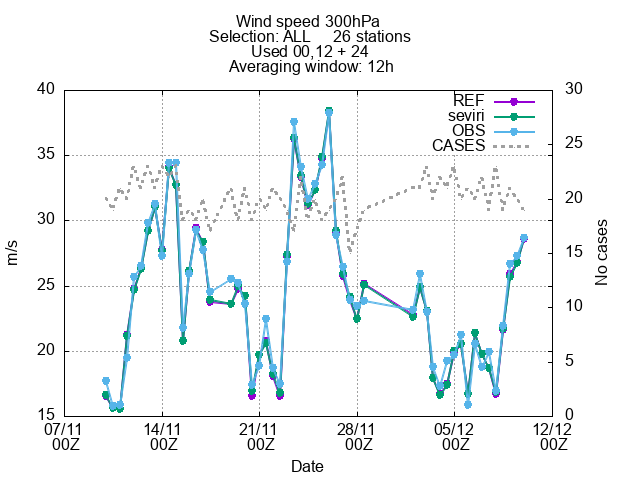 Wind speed 300hPa
Selection: ALL 26 stations
Used 00,12 + 24
Averaging window: 12h
40 30
REF
seviri
OBS
CASES
35 25
30 20
m/s No cases
15
25 10
20 5
15 0
07/11 14/11 21/11 28/11 05/12 12/12
00Z 00Z 00Z 00Z 00Z 00Z
Date